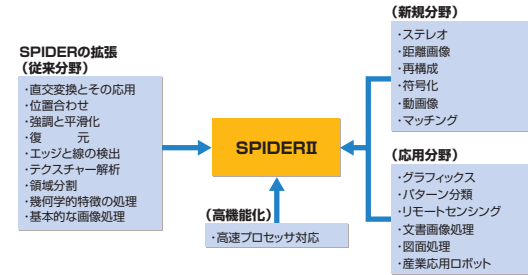 SPIDERの拡張
（従来分野）
・直交変換とその応用
・位置合わせ
・強調と平滑化
・復　　元
・エッジと線の検出
・テクスチャー解析
・領域分割
・幾何学的特徴の処理
・基本的な画像処理
SPIDERⅡ
（高機能化）
・高速プロセッサ対応
（新規分野）
・ステレオ
・距離画像
・再構成
・符号化
・動画像
・マッチング
（応用分野）
・グラフィックス
・パターン分類
・リモートセンシング
・文書画像処理
・図面処理
・産業応用ロボット